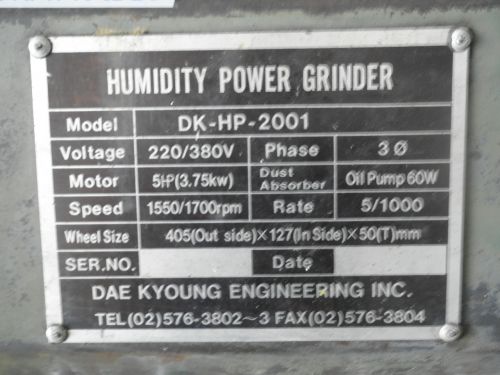 HUMIDITY POWER GRINDER
Model DK-HP-2001
Voltage 220/380V Phase 3 Ø
Motor 5HP(3.75kw) Dust Absorber Oil Pump 60W
Speed 1550/1700rpm Rate 5/1000
Wheel Size 405(Out side)×127(In Side)×50(T)mm
SER.NO. Date
DAE KYOUNG ENGINEERING INC.
TEL(02)576-3802~3 FAX(02)576-3804